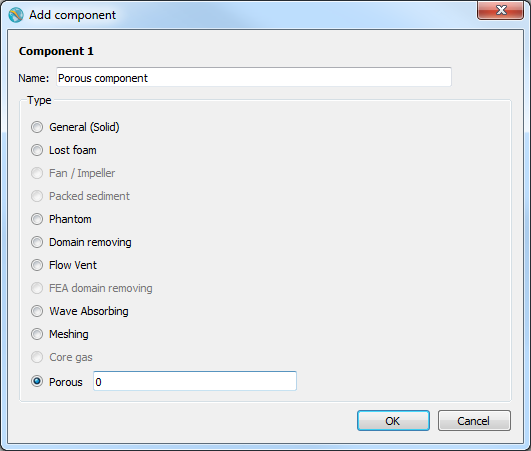 Add component
Component 1
Name: Porous component
Type
General (Solid)
Lost foam
Fan / Impeller
Packed sediment
Phantom
Domain removing
Flow Vent
FEA domain removing
Wave Absorbing
Meshing
Core gas
Porous 0
OK Cancel